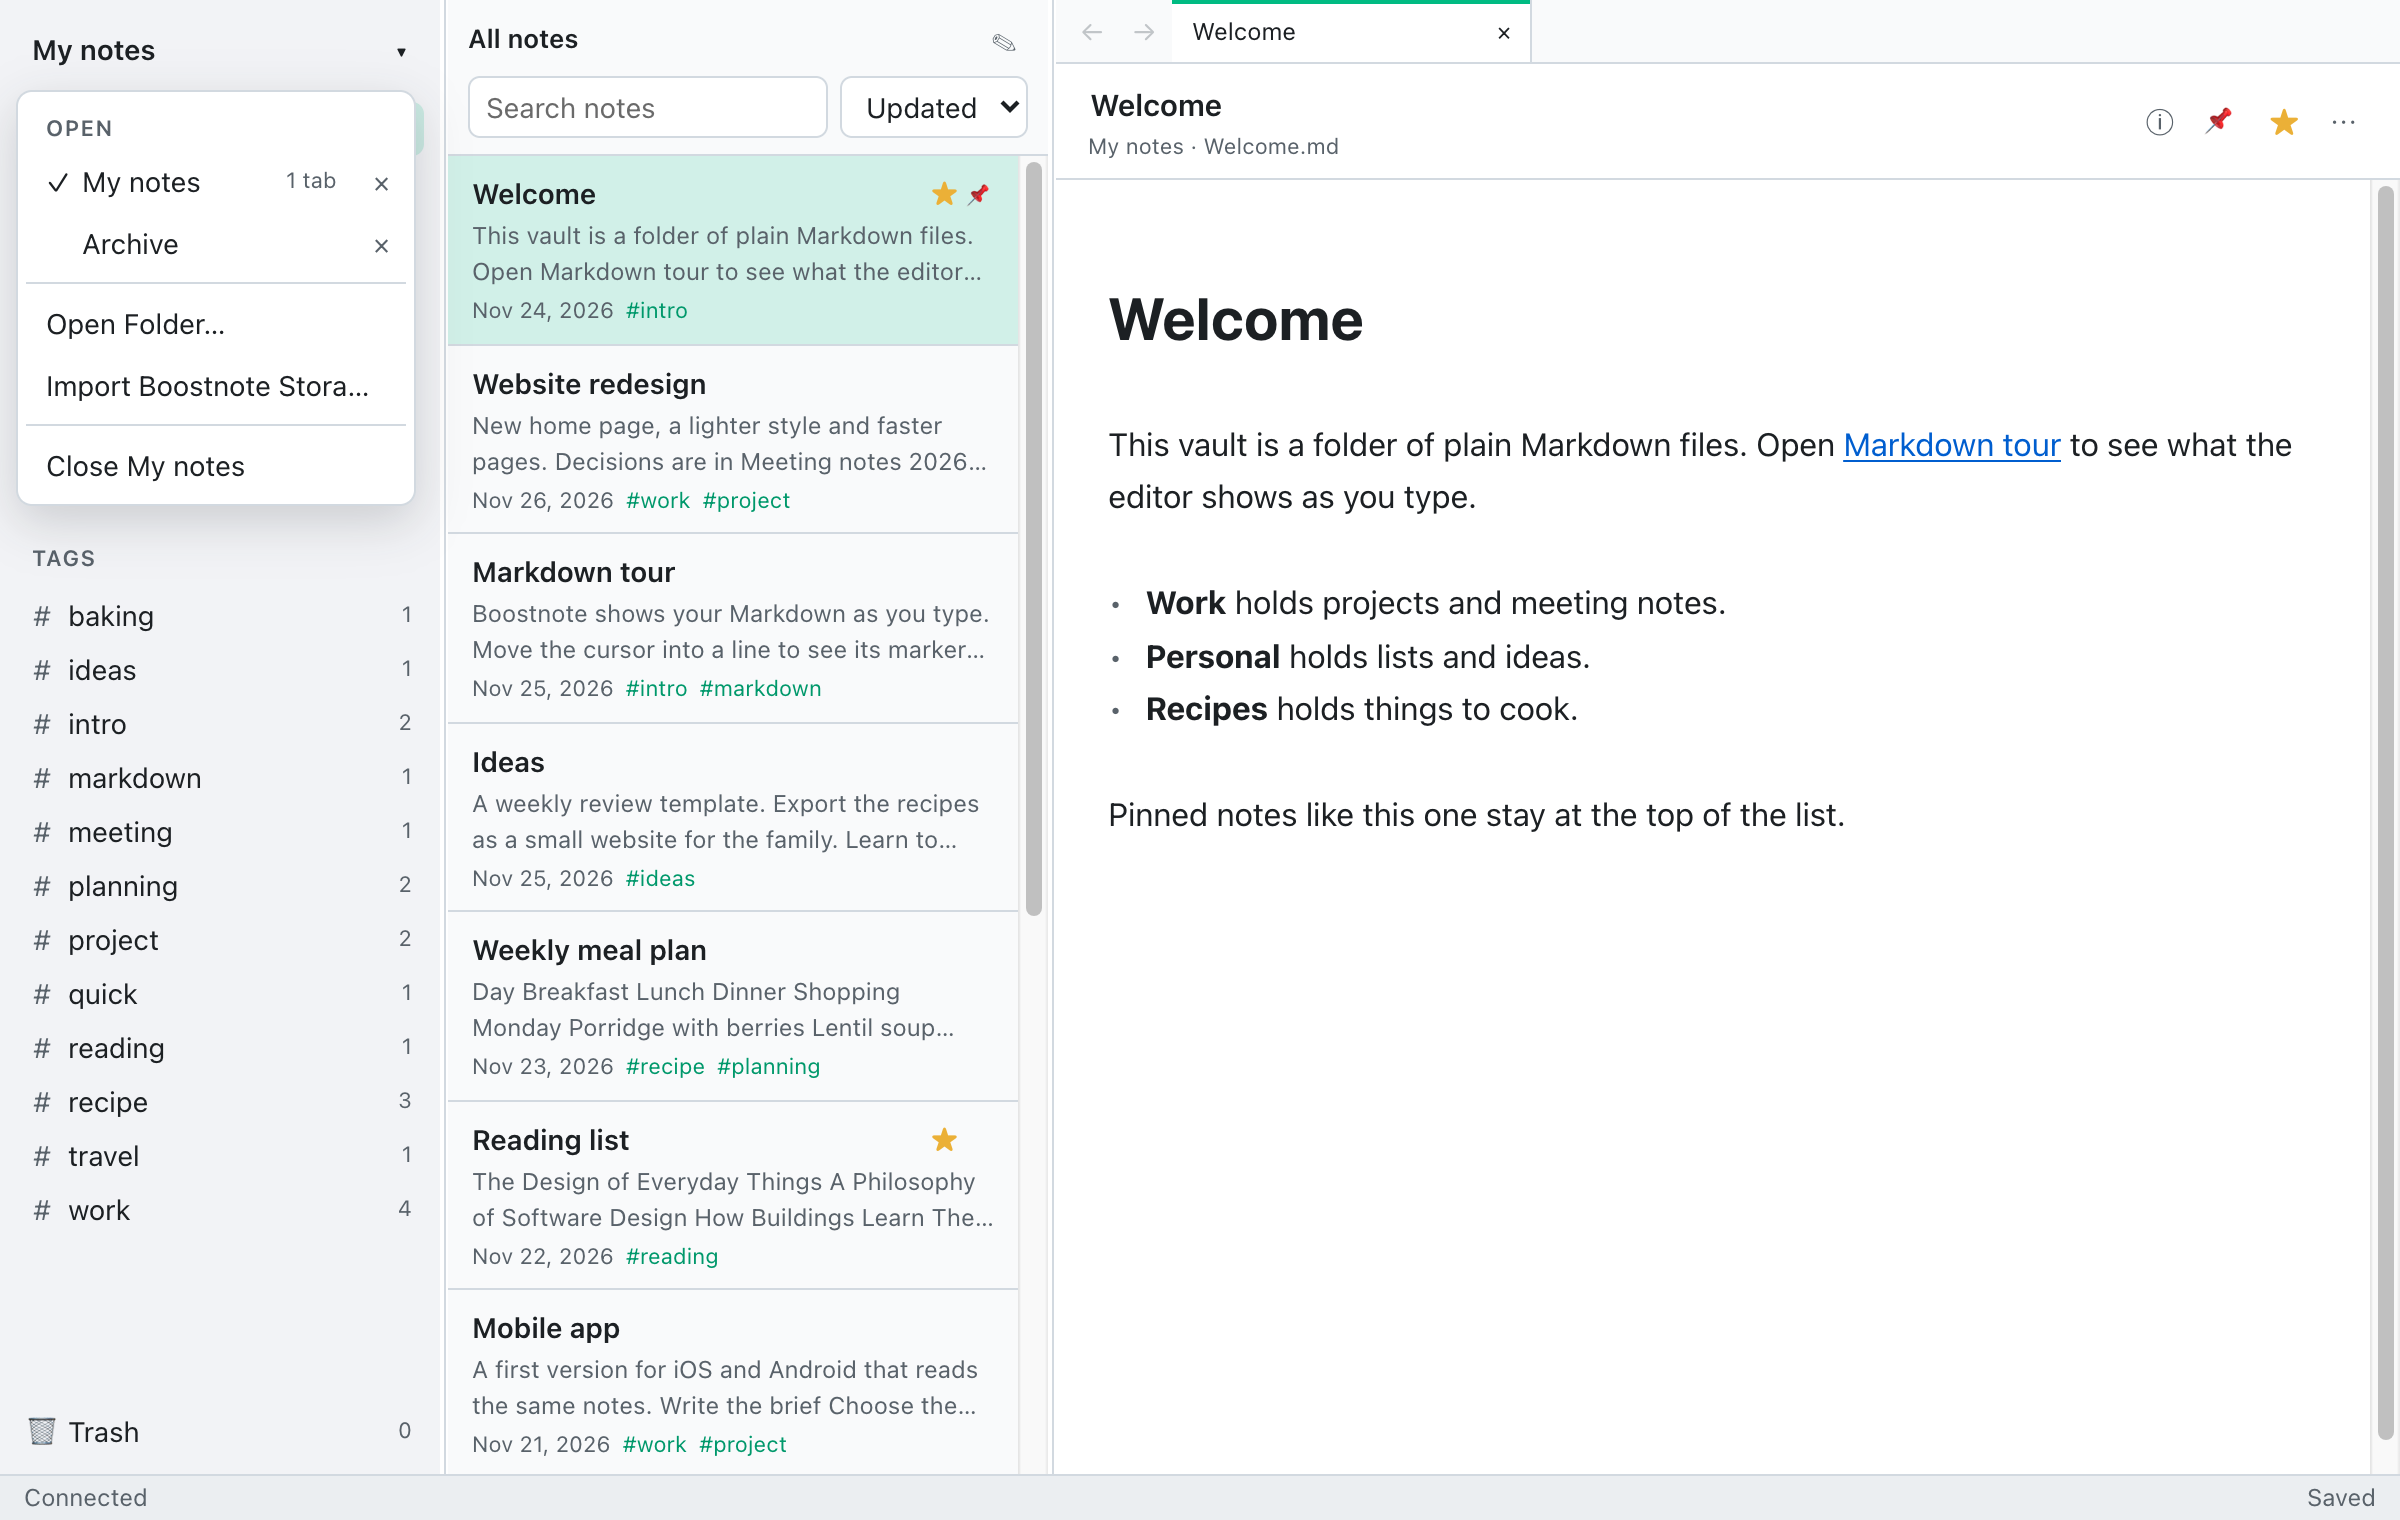 My notes
OPEN
My notes 1 tab
Archive
Open Folder...
Import Boostnote Stora...
Close My notes
TAGS
# baking 1
# ideas 1
# intro 2
# markdown 1
# meeting 1
# planning 2
# project 2
# quick 1
# reading 1
# recipe 3
# travel 1
# work 4
Trash 0
Connected
All notes
Search notes
Updated
Welcome
This vault is a folder of plain Markdown files.
Open Markdown tour to see what the editor...
Nov 24, 2026 #intro
Website redesign
New home page, a lighter style and faster
pages. Decisions are in Meeting notes 2026...
Nov 26, 2026 #work #project
Markdown tour
Boostnote shows your Markdown as you type.
Move the cursor into a line to see its marker...
Nov 25, 2026 #intro #markdown
Ideas
A weekly review template. Export the recipes
as a small website for the family. Learn to...
Nov 25, 2026 #ideas
Weekly meal plan
Day Breakfast Lunch Dinner Shopping
Monday Porridge with berries Lentil soup...
Nov 23, 2026 #recipe #planning
Reading list
The Design of Everyday Things A Philosophy
of Software Design How Buildings Learn The...
Nov 22, 2026 #reading
Mobile app
A first version for iOS and Android that reads
the same notes. Write the brief Choose the...
Nov 21, 2026 #work #project
Welcome
Welcome
My notes · Welcome.md
Welcome
This vault is a folder of plain Markdown files. Open Markdown tour to see what the
editor shows as you type.
• Work holds projects and meeting notes.
• Personal holds lists and ideas.
• Recipes holds things to cook.
Pinned notes like this one stay at the top of the list.
Saved